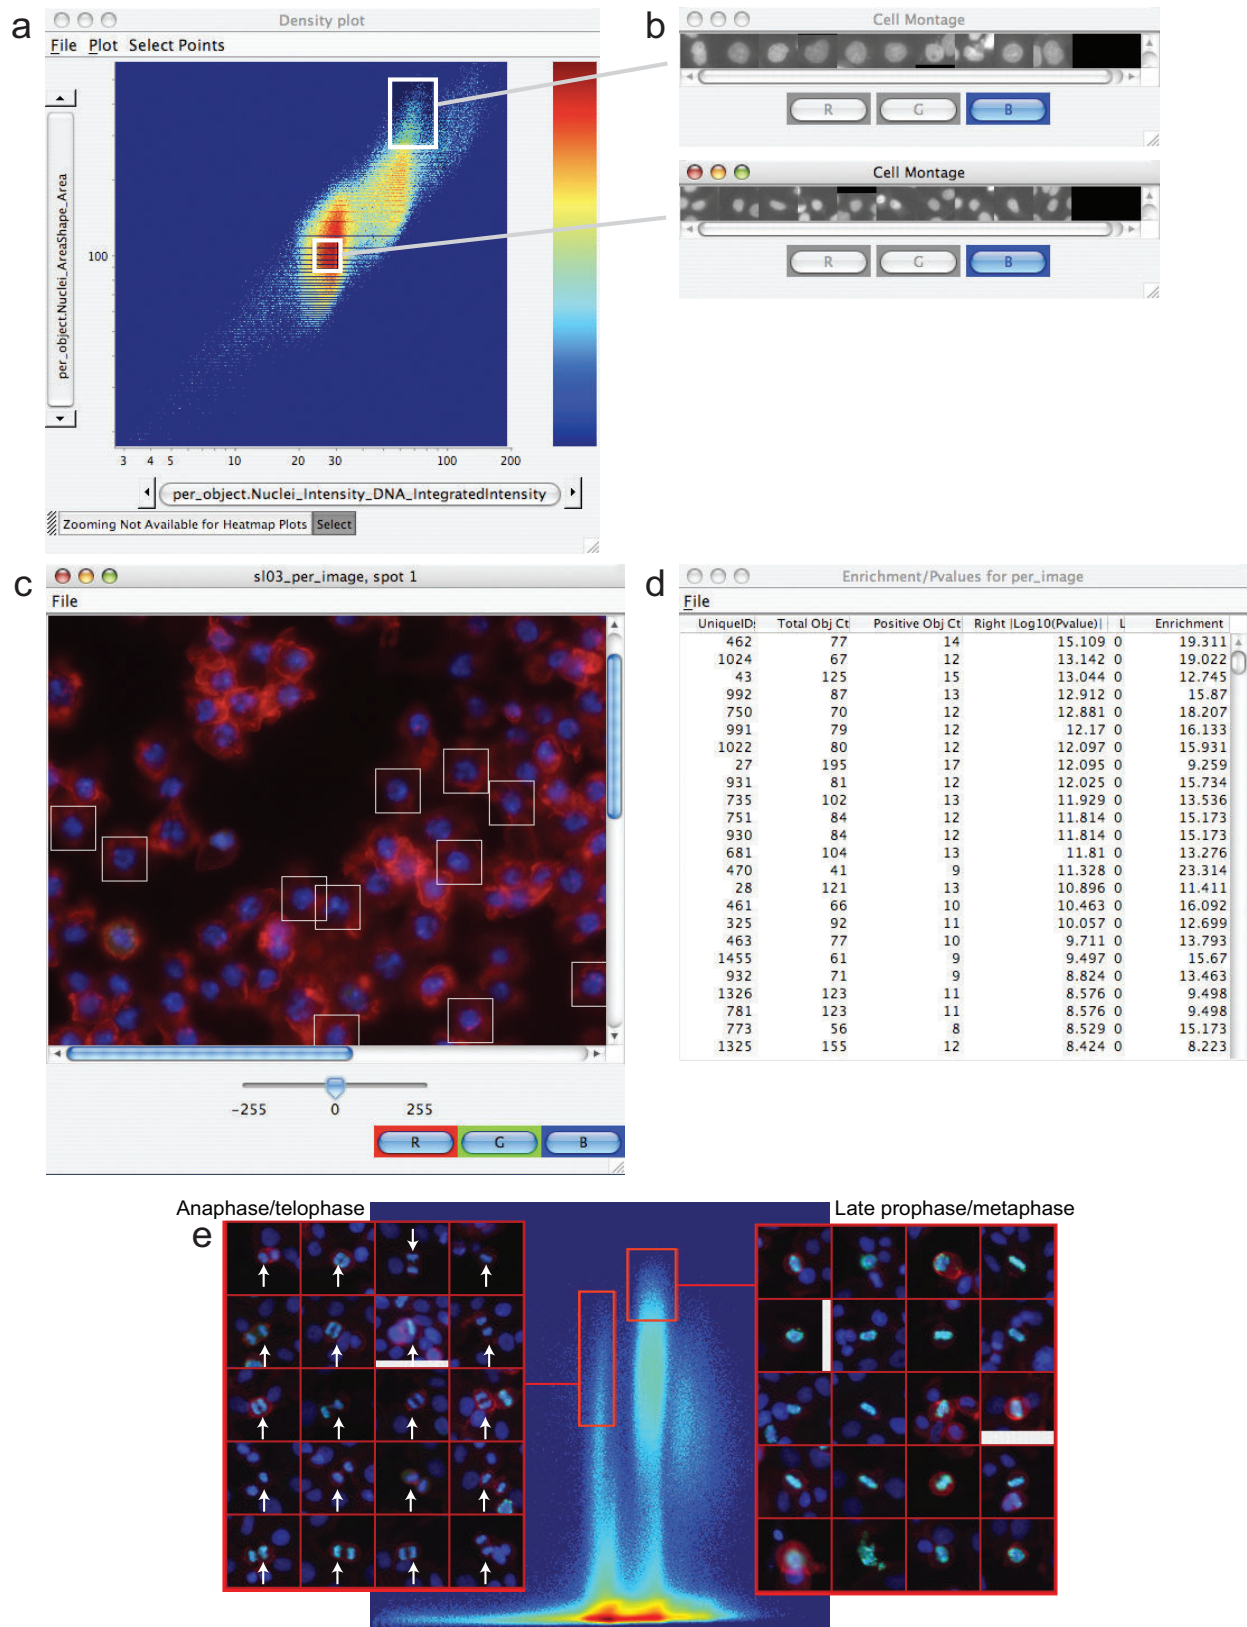 a
Density plot
File Plot Select Points
per_object.Nuclei_AreaShape_Area
100
3 4 5 10 20 30 100 200
per_object.Nuclei_Intensity_DNA_IntegratedIntensity
Zooming Not Available for Heatmap Plots Select
b
Cell Montage
R G B
Cell Montage
R G B
c
sl03_per_image, spot 1
File
-255 0 255
R G B
d
Enrichment/Pvalues for per_image
File
UniqueID: Total Obj Ct Positive Obj Ct Right |Log10(Pvalue)| L Enrichment
462 77 14 15.109 0 19.311
1024 67 12 13.142 0 19.022
43 125 15 13.044 0 12.745
992 87 13 12.912 0 15.87
750 70 12 12.881 0 18.207
991 79 12 12.17 0 16.133
1022 80 12 12.097 0 15.931
27 195 17 12.095 0 9.259
931 81 12 12.025 0 15.734
735 102 13 11.929 0 13.536
751 84 12 11.814 0 15.173
930 84 12 11.814 0 15.173
681 104 13 11.81 0 13.276
470 41 9 11.328 0 23.314
28 121 13 10.896 0 11.411
461 66 10 10.463 0 16.092
325 92 11 10.057 0 12.699
463 77 10 9.711 0 13.793
1455 61 9 9.497 0 15.67
932 71 9 8.824 0 13.463
1326 123 11 8.576 0 9.498
781 123 11 8.576 0 9.498
773 56 8 8.529 0 15.173
1325 155 12 8.424 0 8.223
Anaphase/telophase
Late prophase/metaphase
e